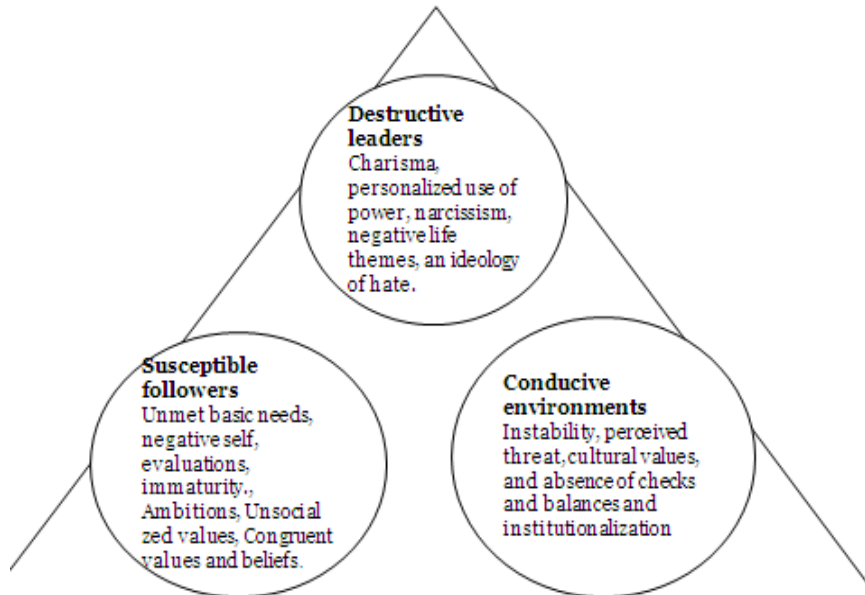 Destructive
leaders
Charisma,
personalized use of
power, narcissism,
negative life
themes, an ideology
of hate.
Susceptible
followers
Unmet basic needs,
negative self,
evaluations,
immaturity.,
Ambitions, Unsocial
zed values, Congruent
values and beliefs.
Conducive
environments
Instability, perceived
threat, cultural values,
and absence of checks
and balances and
institutionalization